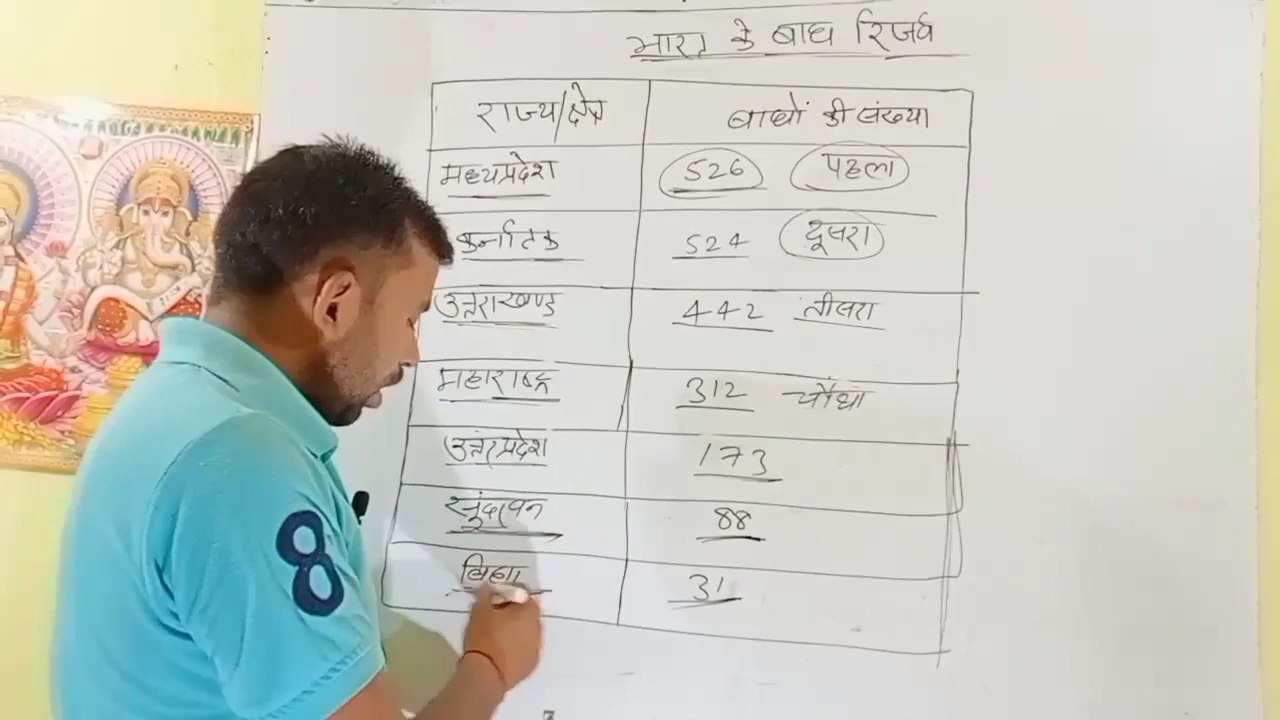 भारत के बाघ रिजर्व
राज्य/क्षेत्र बाघों की संख्या
मध्यप्रदेश 526 पहला
कर्नाटक 524 दूसरा
उत्तराखण्ड 442 तीसरा
महाराष्ट्र 312 चौथा
उत्तरप्रदेश 173
सुंदरवन 88
बिहार 31
8